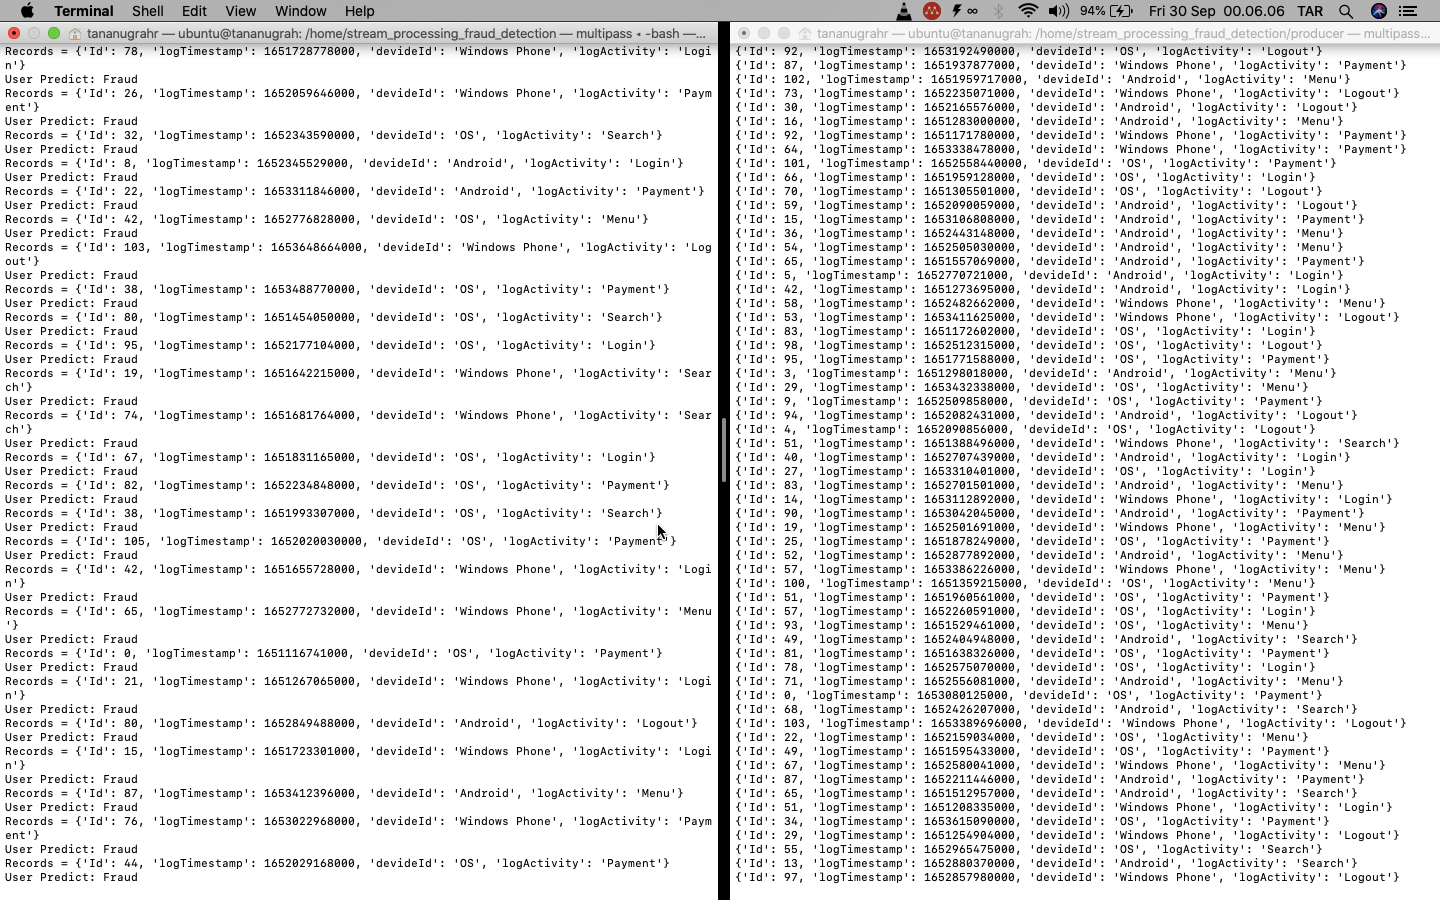 Terminal Shell Edit View Window Help 94% Fri 30 Sep 00.06.06 TAR
tananugrahr — ubuntu@tananugrah: /home/stream_processing_fraud_detection — multipass ◂ -bash —...
Records = {'Id': 78, 'logTimestamp': 1651728778000, 'devideId': 'Windows Phone', 'logActivity': 'Logi
n'}
User Predict: Fraud
Records = {'Id': 26, 'logTimestamp': 1652059646000, 'devideId': 'Windows Phone', 'logActivity': 'Paym
ent'}
User Predict: Fraud
Records = {'Id': 32, 'logTimestamp': 1652343590000, 'devideId': 'OS', 'logActivity': 'Search'}
User Predict: Fraud
Records = {'Id': 8, 'logTimestamp': 1652345529000, 'devideId': 'Android', 'logActivity': 'Login'}
User Predict: Fraud
Records = {'Id': 22, 'logTimestamp': 1653311846000, 'devideId': 'Android', 'logActivity': 'Payment'}
User Predict: Fraud
Records = {'Id': 42, 'logTimestamp': 1652776828000, 'devideId': 'OS', 'logActivity': 'Menu'}
User Predict: Fraud
Records = {'Id': 103, 'logTimestamp': 1653648664000, 'devideId': 'Windows Phone', 'logActivity': 'Log
out'}
User Predict: Fraud
Records = {'Id': 38, 'logTimestamp': 1653488770000, 'devideId': 'OS', 'logActivity': 'Payment'}
User Predict: Fraud
Records = {'Id': 80, 'logTimestamp': 1651454050000, 'devideId': 'OS', 'logActivity': 'Search'}
User Predict: Fraud
Records = {'Id': 95, 'logTimestamp': 1652177104000, 'devideId': 'OS', 'logActivity': 'Login'}
User Predict: Fraud
Records = {'Id': 19, 'logTimestamp': 1651642215000, 'devideId': 'Windows Phone', 'logActivity': 'Sear
ch'}
User Predict: Fraud
Records = {'Id': 74, 'logTimestamp': 1651681764000, 'devideId': 'Windows Phone', 'logActivity': 'Sear
ch'}
User Predict: Fraud
Records = {'Id': 67, 'logTimestamp': 1651831165000, 'devideId': 'OS', 'logActivity': 'Login'}
User Predict: Fraud
Records = {'Id': 82, 'logTimestamp': 1652234848000, 'devideId': 'OS', 'logActivity': 'Payment'}
User Predict: Fraud
Records = {'Id': 38, 'logTimestamp': 1651993307000, 'devideId': 'OS', 'logActivity': 'Search'}
User Predict: Fraud
Records = {'Id': 105, 'logTimestamp': 1652020030000, 'devideId': 'OS', 'logActivity': 'Payment'}
User Predict: Fraud
Records = {'Id': 42, 'logTimestamp': 1651655728000, 'devideId': 'Windows Phone', 'logActivity': 'Logi
n'}
User Predict: Fraud
Records = {'Id': 65, 'logTimestamp': 1652772732000, 'devideId': 'Windows Phone', 'logActivity': 'Menu
'}
User Predict: Fraud
Records = {'Id': 0, 'logTimestamp': 1651116741000, 'devideId': 'OS', 'logActivity': 'Payment'}
User Predict: Fraud
Records = {'Id': 21, 'logTimestamp': 1651267065000, 'devideId': 'Windows Phone', 'logActivity': 'Logi
n'}
User Predict: Fraud
Records = {'Id': 80, 'logTimestamp': 1652849488000, 'devideId': 'Android', 'logActivity': 'Logout'}
User Predict: Fraud
Records = {'Id': 15, 'logTimestamp': 1651723301000, 'devideId': 'Windows Phone', 'logActivity': 'Logi
n'}
User Predict: Fraud
Records = {'Id': 87, 'logTimestamp': 1653412396000, 'devideId': 'Android', 'logActivity': 'Menu'}
User Predict: Fraud
Records = {'Id': 76, 'logTimestamp': 1653022968000, 'devideId': 'Windows Phone', 'logActivity': 'Paym
ent'}
User Predict: Fraud
Records = {'Id': 44, 'logTimestamp': 1652029168000, 'devideId': 'OS', 'logActivity': 'Payment'}
User Predict: Fraud
tananugrahr — ubuntu@tananugrah: /home/stream_processing_fraud_detection/producer — multipass...
{'Id': 92, 'logTimestamp': 1653192490000, 'devideId': 'OS', 'logActivity': 'Logout'}
{'Id': 87, 'logTimestamp': 1651937877000, 'devideId': 'Windows Phone', 'logActivity': 'Payment'}
{'Id': 102, 'logTimestamp': 1651959717000, 'devideId': 'Android', 'logActivity': 'Menu'}
{'Id': 73, 'logTimestamp': 1652235071000, 'devideId': 'Windows Phone', 'logActivity': 'Logout'}
{'Id': 30, 'logTimestamp': 1652165576000, 'devideId': 'Android', 'logActivity': 'Logout'}
{'Id': 16, 'logTimestamp': 1651283000000, 'devideId': 'Android', 'logActivity': 'Menu'}
{'Id': 92, 'logTimestamp': 1651171780000, 'devideId': 'Windows Phone', 'logActivity': 'Payment'}
{'Id': 64, 'logTimestamp': 1653338478000, 'devideId': 'Windows Phone', 'logActivity': 'Payment'}
{'Id': 101, 'logTimestamp': 1652558440000, 'devideId': 'OS', 'logActivity': 'Payment'}
{'Id': 66, 'logTimestamp': 1651959128000, 'devideId': 'OS', 'logActivity': 'Login'}
{'Id': 70, 'logTimestamp': 1651305501000, 'devideId': 'OS', 'logActivity': 'Logout'}
{'Id': 59, 'logTimestamp': 1652090059000, 'devideId': 'Android', 'logActivity': 'Logout'}
{'Id': 15, 'logTimestamp': 1653106808000, 'devideId': 'Android', 'logActivity': 'Payment'}
{'Id': 36, 'logTimestamp': 1652443148000, 'devideId': 'Android', 'logActivity': 'Menu'}
{'Id': 54, 'logTimestamp': 1652505030000, 'devideId': 'Android', 'logActivity': 'Menu'}
{'Id': 65, 'logTimestamp': 1651557069000, 'devideId': 'Android', 'logActivity': 'Payment'}
{'Id': 5, 'logTimestamp': 1652770721000, 'devideId': 'Android', 'logActivity': 'Login'}
{'Id': 42, 'logTimestamp': 1651273695000, 'devideId': 'Android', 'logActivity': 'Login'}
{'Id': 58, 'logTimestamp': 1652482662000, 'devideId': 'Windows Phone', 'logActivity': 'Menu'}
{'Id': 53, 'logTimestamp': 1653411625000, 'devideId': 'Windows Phone', 'logActivity': 'Logout'}
{'Id': 83, 'logTimestamp': 1651172602000, 'devideId': 'OS', 'logActivity': 'Login'}
{'Id': 98, 'logTimestamp': 1652512315000, 'devideId': 'OS', 'logActivity': 'Logout'}
{'Id': 95, 'logTimestamp': 1651771588000, 'devideId': 'OS', 'logActivity': 'Payment'}
{'Id': 3, 'logTimestamp': 1651298018000, 'devideId': 'Android', 'logActivity': 'Menu'}
{'Id': 29, 'logTimestamp': 1653432338000, 'devideId': 'OS', 'logActivity': 'Menu'}
{'Id': 9, 'logTimestamp': 1652509858000, 'devideId': 'OS', 'logActivity': 'Payment'}
{'Id': 94, 'logTimestamp': 1652082431000, 'devideId': 'Android', 'logActivity': 'Logout'}
{'Id': 4, 'logTimestamp': 1652090856000, 'devideId': 'OS', 'logActivity': 'Logout'}
{'Id': 51, 'logTimestamp': 1651388496000, 'devideId': 'Windows Phone', 'logActivity': 'Search'}
{'Id': 40, 'logTimestamp': 1652707439000, 'devideId': 'Android', 'logActivity': 'Login'}
{'Id': 27, 'logTimestamp': 1653310401000, 'devideId': 'OS', 'logActivity': 'Login'}
{'Id': 83, 'logTimestamp': 1652701501000, 'devideId': 'Android', 'logActivity': 'Menu'}
{'Id': 14, 'logTimestamp': 1653112892000, 'devideId': 'Windows Phone', 'logActivity': 'Login'}
{'Id': 90, 'logTimestamp': 1653042045000, 'devideId': 'Android', 'logActivity': 'Payment'}
{'Id': 19, 'logTimestamp': 1652501691000, 'devideId': 'Windows Phone', 'logActivity': 'Menu'}
{'Id': 25, 'logTimestamp': 1651878249000, 'devideId': 'OS', 'logActivity': 'Payment'}
{'Id': 52, 'logTimestamp': 1652877892000, 'devideId': 'Android', 'logActivity': 'Menu'}
{'Id': 57, 'logTimestamp': 1653386226000, 'devideId': 'Windows Phone', 'logActivity': 'Menu'}
{'Id': 100, 'logTimestamp': 1651359215000, 'devideId': 'OS', 'logActivity': 'Menu'}
{'Id': 51, 'logTimestamp': 1651960561000, 'devideId': 'OS', 'logActivity': 'Payment'}
{'Id': 57, 'logTimestamp': 1652260591000, 'devideId': 'OS', 'logActivity': 'Login'}
{'Id': 93, 'logTimestamp': 1651529461000, 'devideId': 'OS', 'logActivity': 'Menu'}
{'Id': 49, 'logTimestamp': 1652404948000, 'devideId': 'Android', 'logActivity': 'Search'}
{'Id': 81, 'logTimestamp': 1651638326000, 'devideId': 'OS', 'logActivity': 'Payment'}
{'Id': 78, 'logTimestamp': 1652575070000, 'devideId': 'OS', 'logActivity': 'Login'}
{'Id': 71, 'logTimestamp': 1652556081000, 'devideId': 'Android', 'logActivity': 'Menu'}
{'Id': 0, 'logTimestamp': 1653080125000, 'devideId': 'OS', 'logActivity': 'Payment'}
{'Id': 68, 'logTimestamp': 1652426207000, 'devideId': 'Android', 'logActivity': 'Search'}
{'Id': 103, 'logTimestamp': 1653389696000, 'devideId': 'Windows Phone', 'logActivity': 'Logout'}
{'Id': 22, 'logTimestamp': 1652159034000, 'devideId': 'OS', 'logActivity': 'Menu'}
{'Id': 49, 'logTimestamp': 1651595433000, 'devideId': 'OS', 'logActivity': 'Payment'}
{'Id': 67, 'logTimestamp': 1652580041000, 'devideId': 'Windows Phone', 'logActivity': 'Menu'}
{'Id': 87, 'logTimestamp': 1652211446000, 'devideId': 'Android', 'logActivity': 'Payment'}
{'Id': 65, 'logTimestamp': 1651512957000, 'devideId': 'Android', 'logActivity': 'Search'}
{'Id': 51, 'logTimestamp': 1651208335000, 'devideId': 'Windows Phone', 'logActivity': 'Login'}
{'Id': 34, 'logTimestamp': 1653615090000, 'devideId': 'OS', 'logActivity': 'Payment'}
{'Id': 29, 'logTimestamp': 1651254904000, 'devideId': 'Windows Phone', 'logActivity': 'Logout'}
{'Id': 55, 'logTimestamp': 1652965475000, 'devideId': 'OS', 'logActivity': 'Search'}
{'Id': 13, 'logTimestamp': 1652880370000, 'devideId': 'Android', 'logActivity': 'Search'}
{'Id': 97, 'logTimestamp': 1652857980000, 'devideId': 'Windows Phone', 'logActivity': 'Logout'}